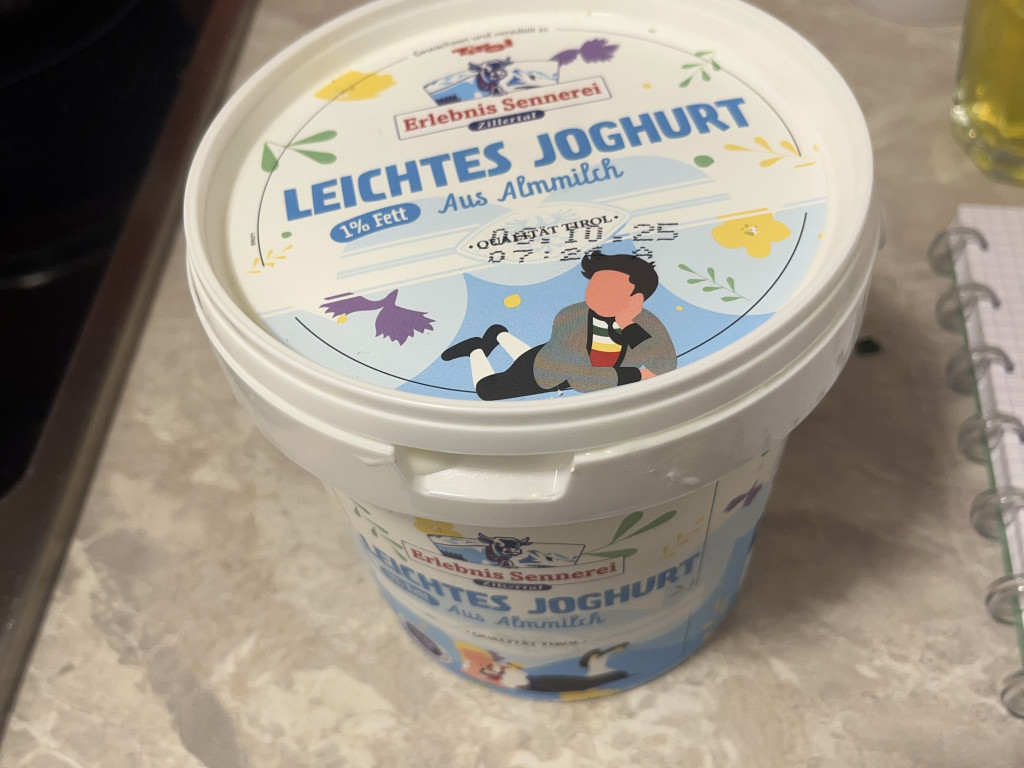 Tirol
Erlebnis Sennerei
Zillertal
LEICHTES JOGHURT
1% Fett
Aus Almmilch
• QUALITÄT TIROL •
Erlebnis Sennerei
Zillertal
LEICHTES JOGHURT
Aus Almmilch
• QUALITÄT TIROL •